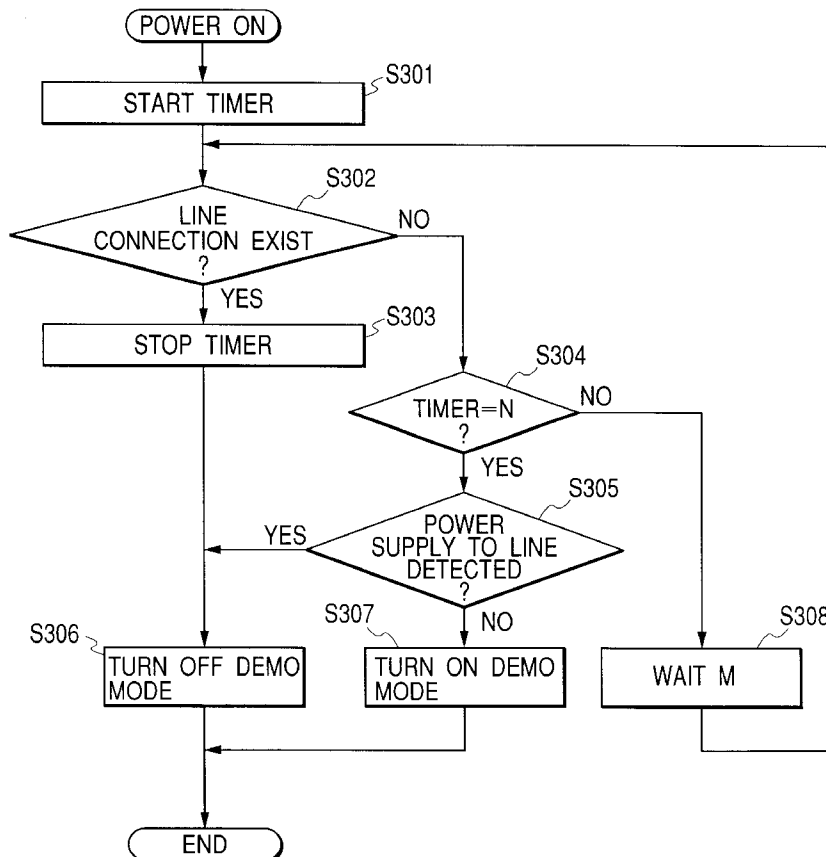 POWER ON
S301
START TIMER
S302
LINE
CONNECTION EXIST
?
NO
YES
S303
STOP TIMER
S304
TIMER=N
?
NO
YES
S305
POWER
SUPPLY TO LINE
DETECTED
?
YES
NO
S306
TURN OFF DEMO
MODE
S307
TURN ON DEMO
MODE
S308
WAIT M
END